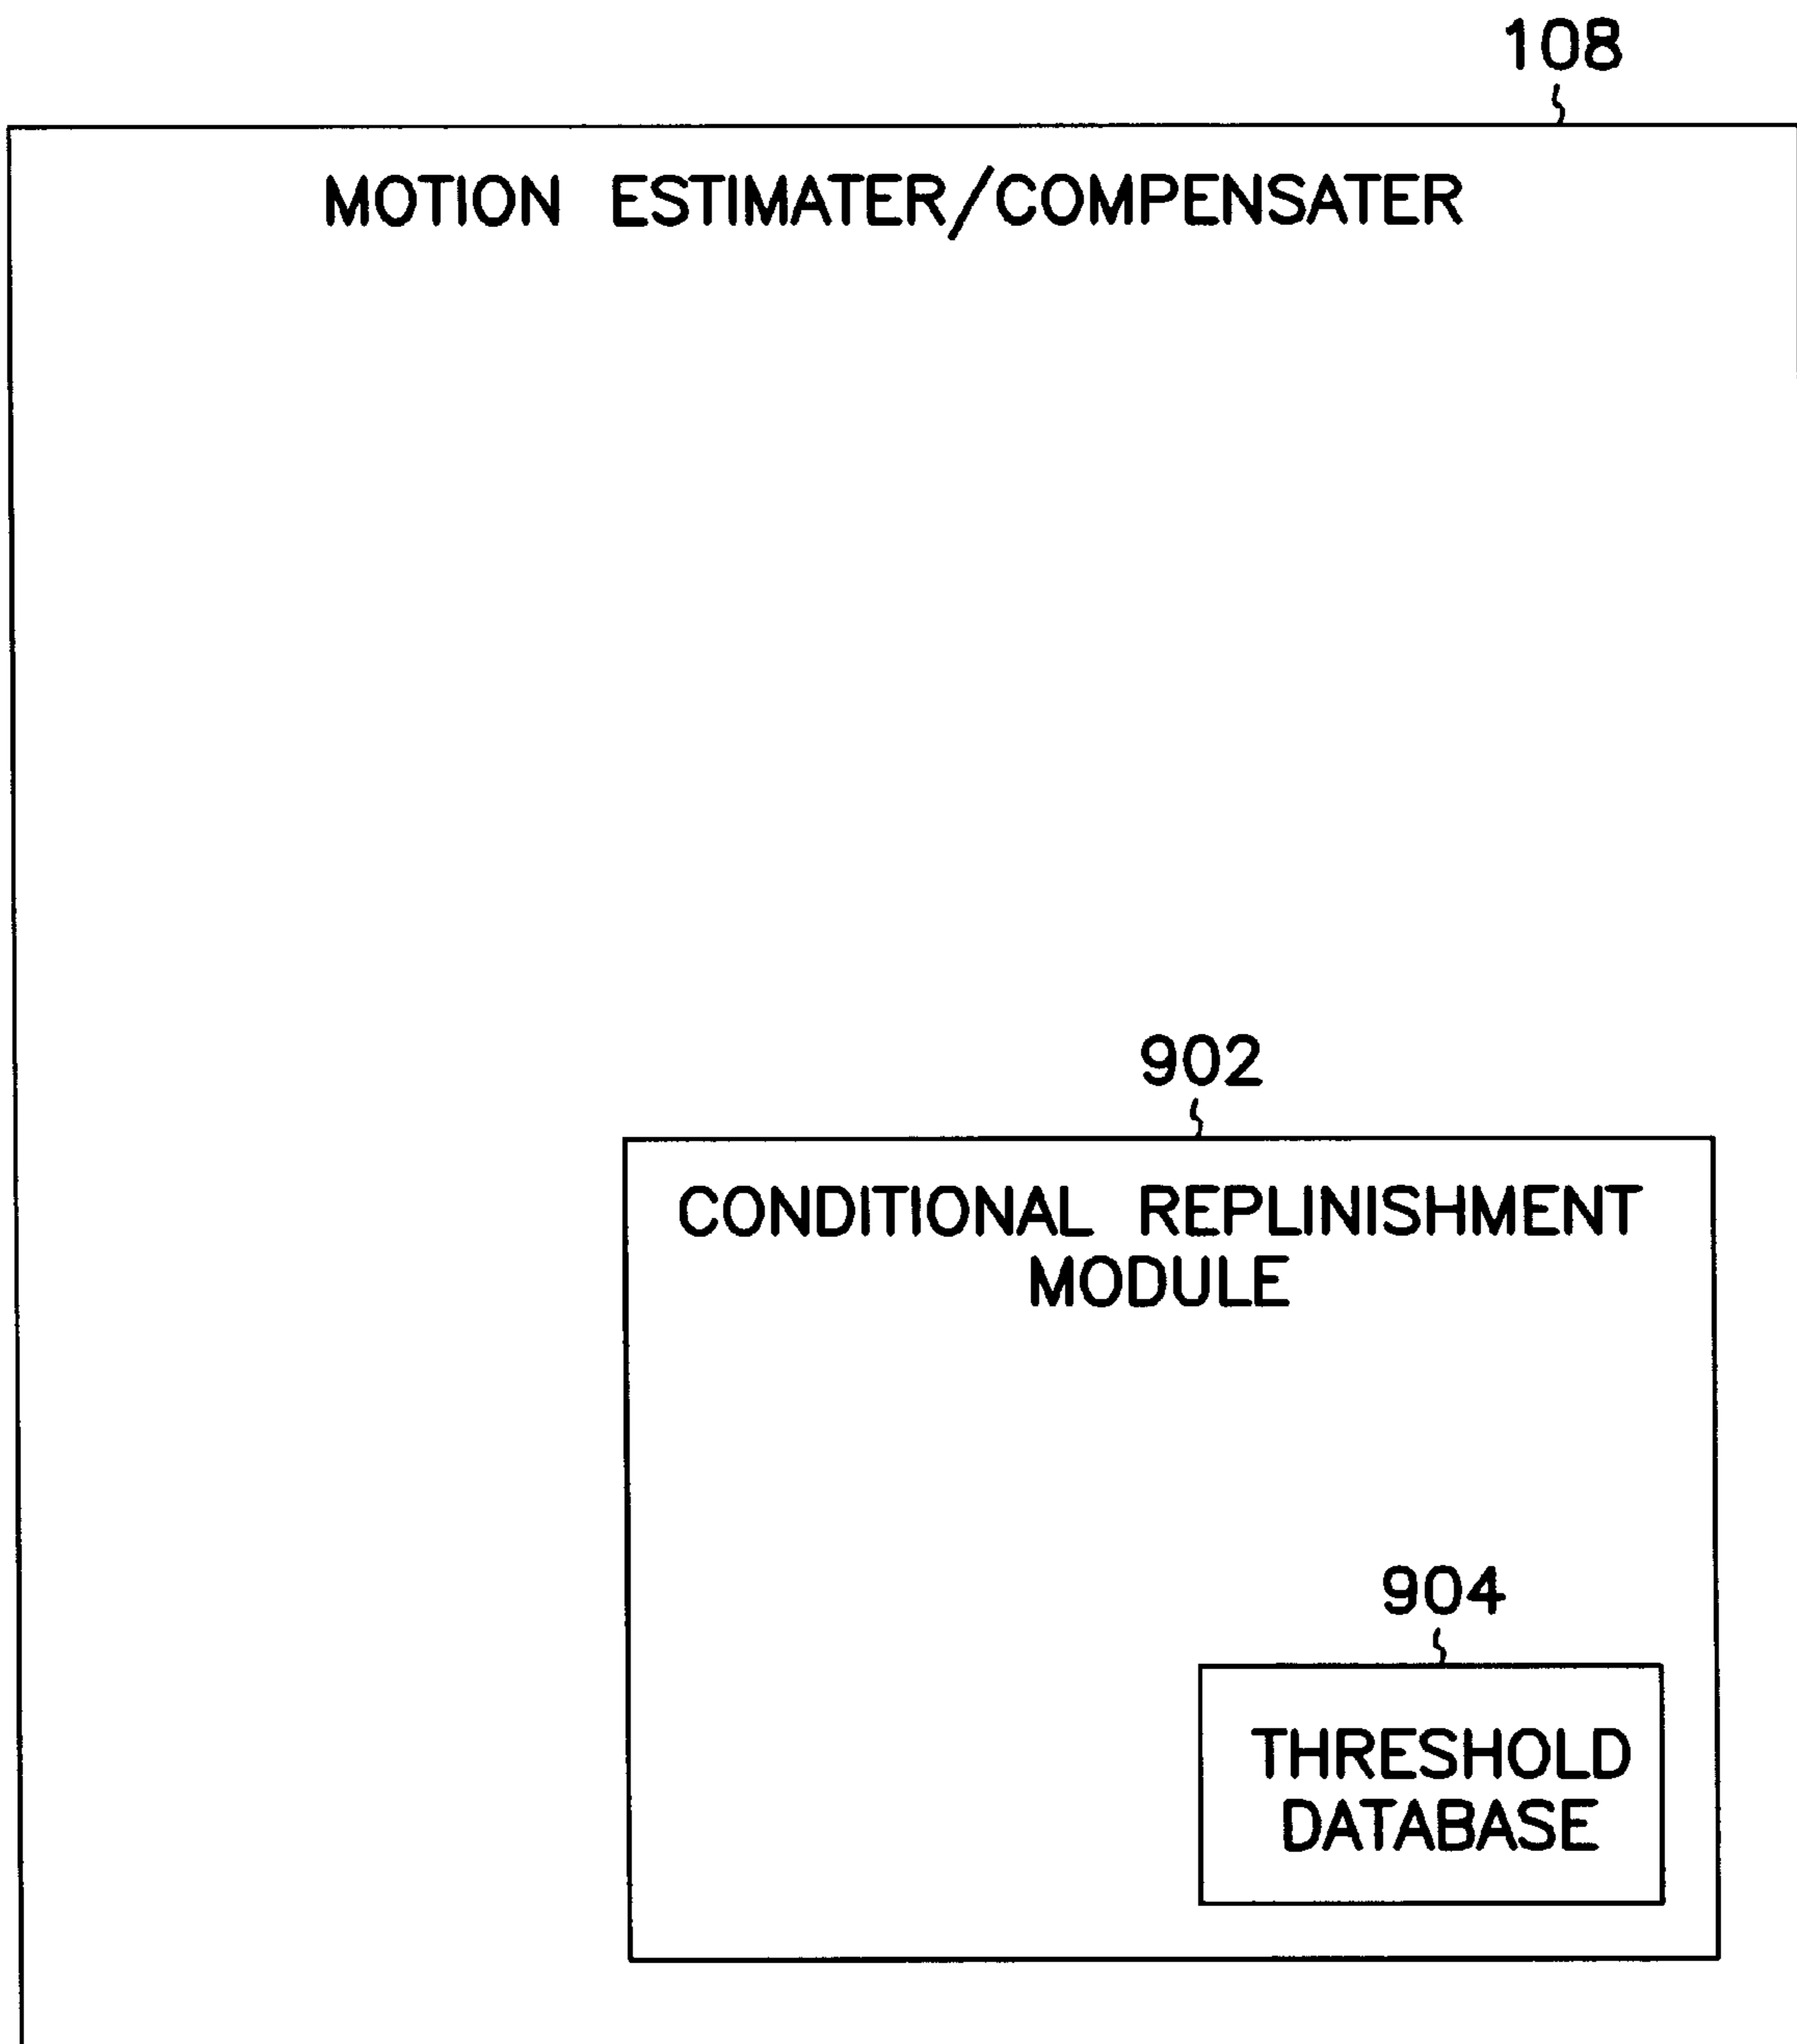 108
MOTION ESTIMATER/COMPENSATER
902
CONDITIONAL REPLINISHMENT
MODULE
904
THRESHOLD
DATABASE